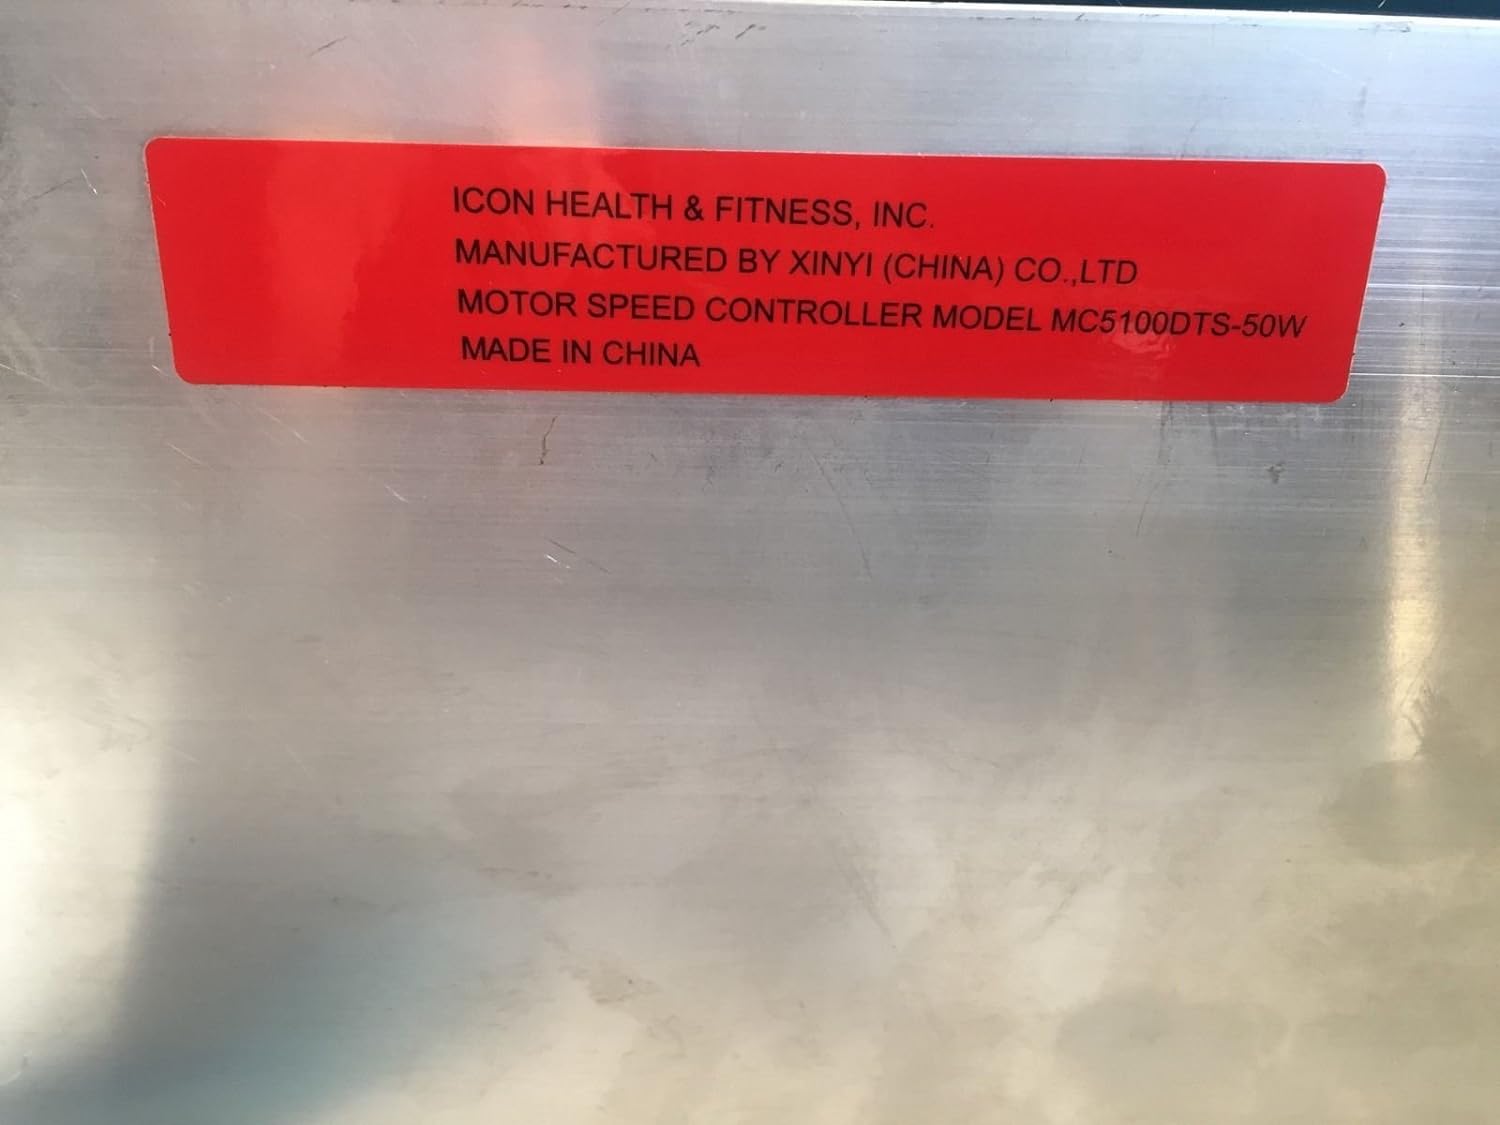 ICON HEALTH & FITNESS, INC.
MANUFACTURED BY XINYI (CHINA) CO.,LTD
MOTOR SPEED CONTROLLER MODEL MC5100DTS-50W
MADE IN CHINA